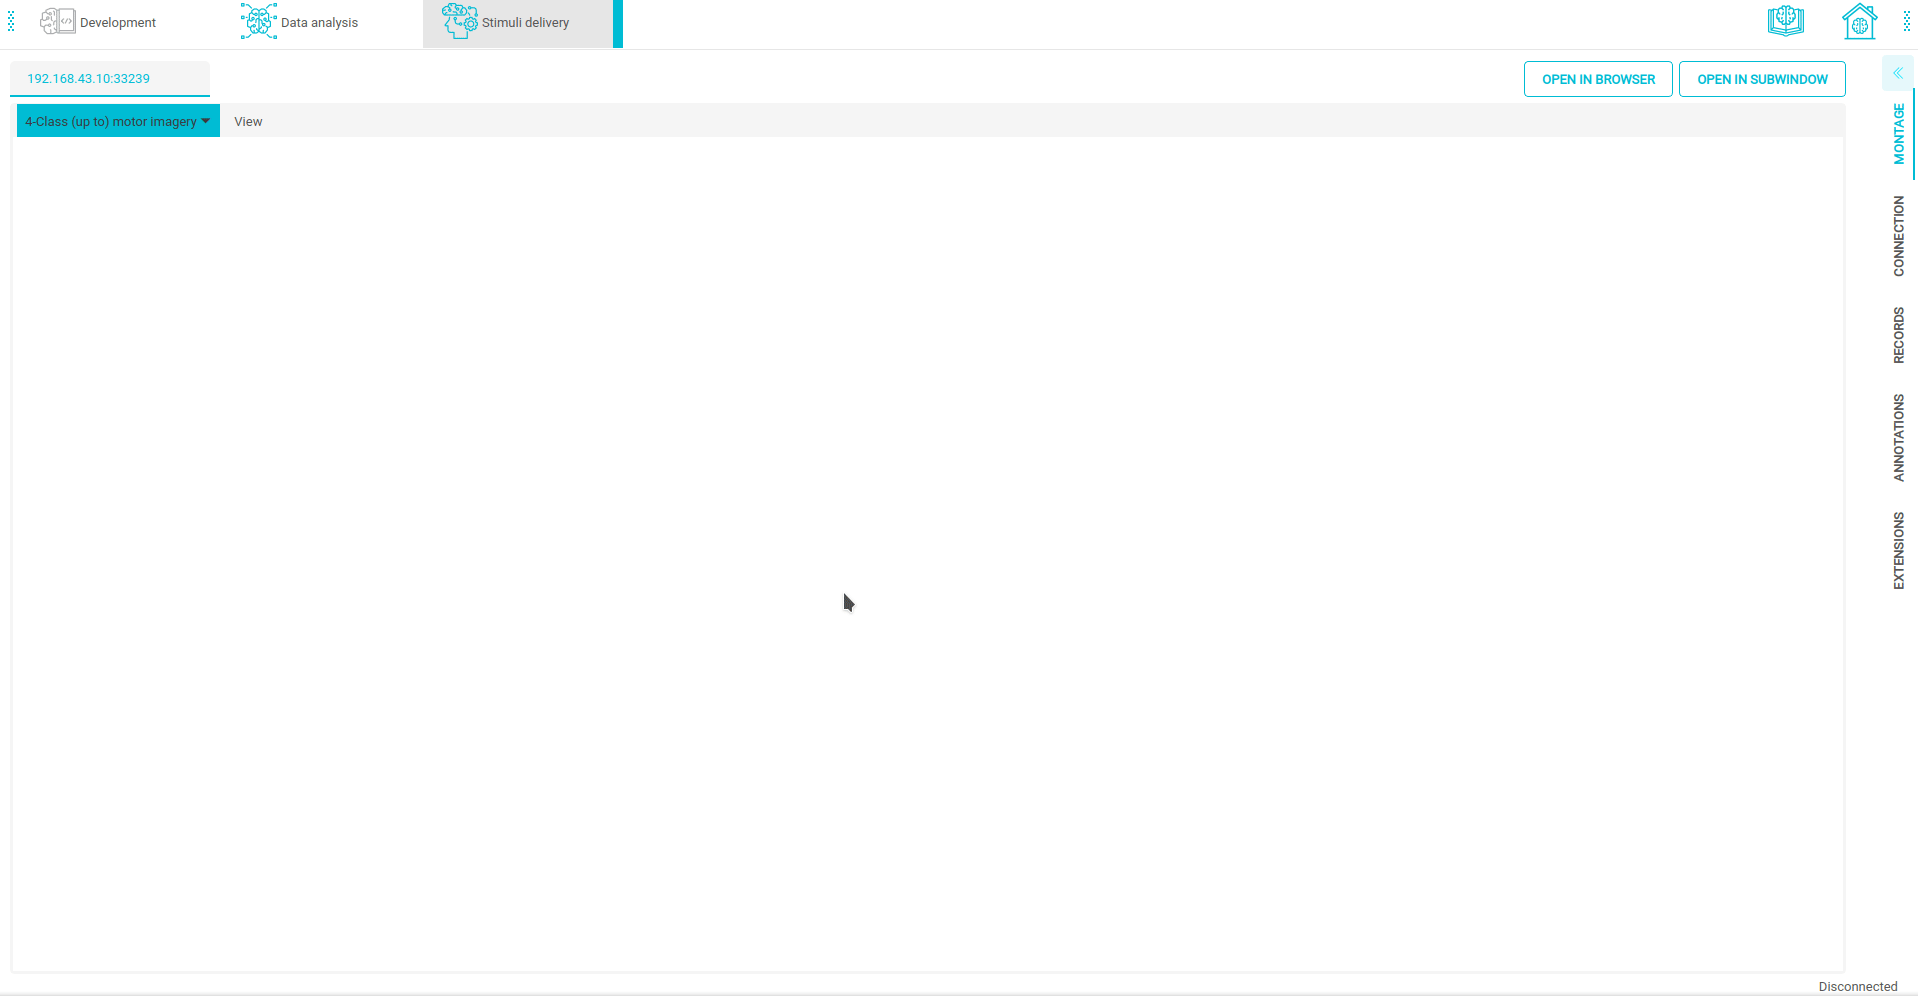 Development
Data analysis
Stimuli delivery
192.168.43.10:33239
OPEN IN BROWSER
OPEN IN SUBWINDOW
4-Class (up to) motor imagery
View
MONTAGE
CONNECTION
RECORDS
ANNOTATIONS
EXTENSIONS
Disconnected